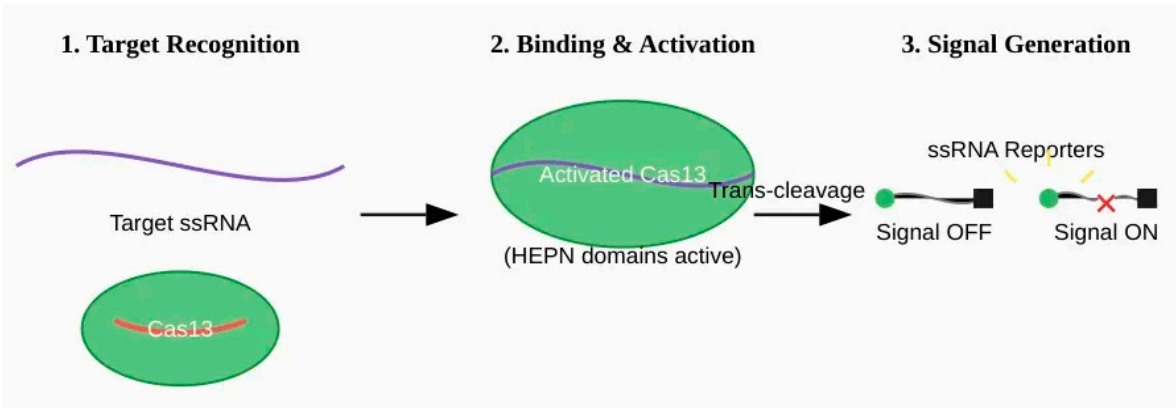 1. Target Recognition
2. Binding & Activation
3. Signal Generation
Target ssRNA
Cas13
Activated Cas13
(HEPN domains active)
Trans-cleavage
ssRNA Reporters
Signal OFF
Signal ON